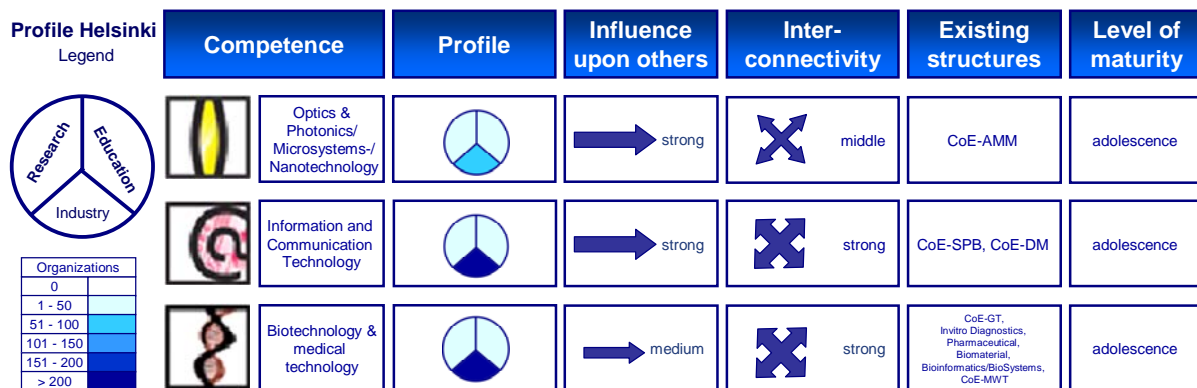 Profile Helsinki
Legend
Competence
Profile
Influence
upon others
Inter-
connectivity
Existing
structures
Level of
maturity
Research
Education
Industry
Optics &
Photonics/
Microsystems-/
Nanotechnology
strong
middle
CoE-AMM
adolescence
@
Information and
Communication
Technology
strong
strong
CoE-SPB, CoE-DM
adolescence
Organizations
0
1 - 50
51 - 100
101 - 150
151 - 200
> 200
Biotechnology &
medical
technology
medium
strong
CoE-GT,
Invitro Diagnostics,
Pharmaceutical,
Biomaterial,
Bioinformatics/BioSystems,
CoE-MWT
adolescence